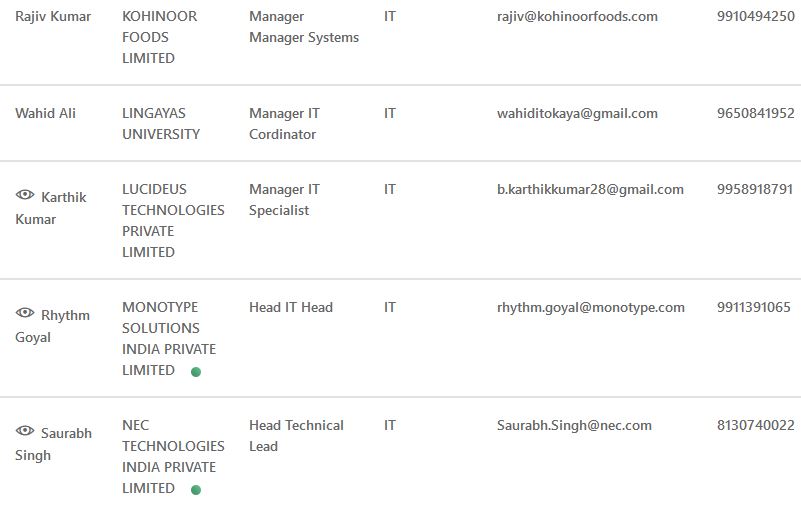 Rajiv Kumar KOHINOOR Manager IT rajiv@kohinoorfoods.com 9910494250
FOODS Manager Systems
LIMITED
Wahid Ali LINGAYAS Manager IT IT wahiditokaya@gmail.com 9650841952
UNIVERSITY Cordinator
Karthik LUCIDEUS Manager IT IT b.karthikkumar28@gmail.com 9958918791
Kumar TECHNOLOGIES Specialist
PRIVATE
LIMITED
Rhythm MONOTYPE Head IT Head IT rhythm.goyal@monotype.com 9911391065
Goyal SOLUTIONS
INDIA PRIVATE
LIMITED
Saurabh NEC Head Technical IT Saurabh.Singh@nec.com 8130740022
Singh TECHNOLOGIES Lead
INDIA PRIVATE
LIMITED